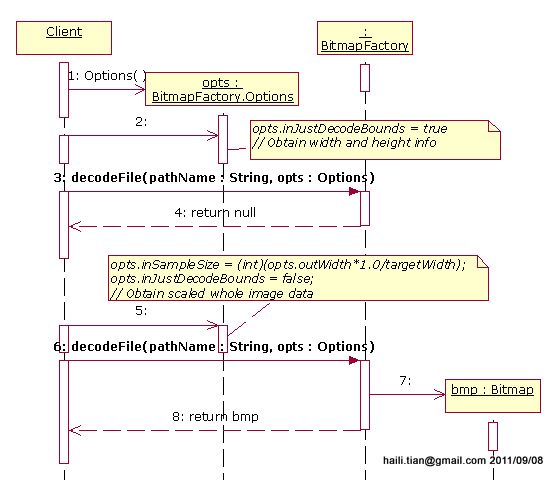 Client
:
BitmapFactory
1: Options( )
opts :
BitmapFactory.Options
2:
opts.inJustDecodeBounds = true
// Obtain width and height info
3: decodeFile(pathName : String, opts : Options)
4: return null
opts.inSampleSize = (int)(opts.outWidth*1.0/targetWidth);
opts.inJustDecodeBounds = false;
// Obtain scaled whole image data
5:
6: decodeFile(pathName : String, opts : Options)
7:
bmp : Bitmap
8: return bmp
haili.tian@gmail.com 2011/09/08